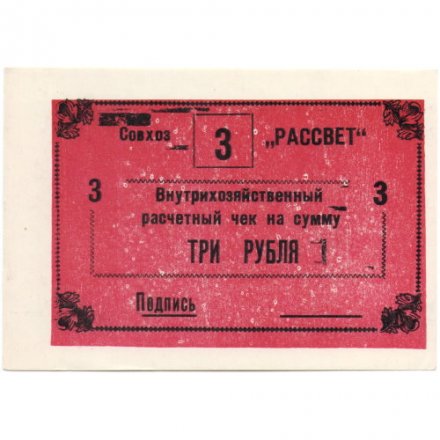 Совхоз 3 „РАССВЕТ“
3 Внутрихозяйственный 3
расчетный чек на сумму
ТРИ РУБЛЯ
Подпись